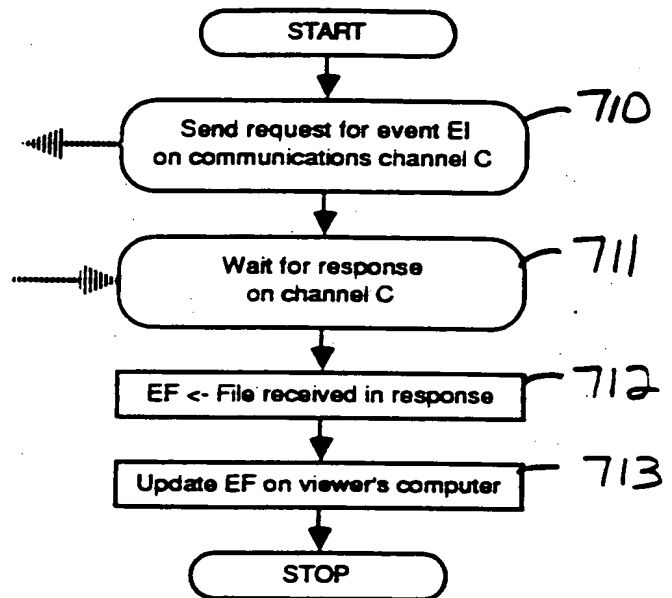 START
Send request for event EI
on communications channel C
710
Wait for response
on channel C
711
EF <- File received in response
712
Update EF on viewer's computer
713
STOP